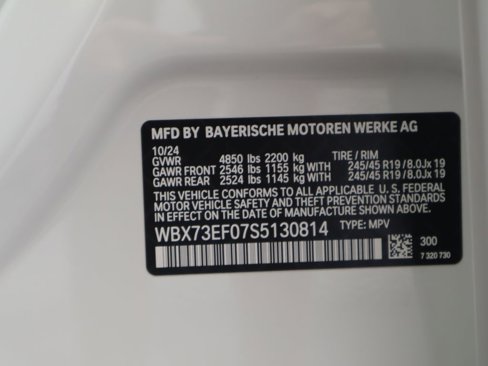 MFD BY BAYERISCHE MOTOREN WERKE AG
10/24
GVWR 4850 lbs 2200 kg TIRE / RIM
GAWR FRONT 2546 lbs 1155 kg WITH 245/45 R19 / 8.0Jx 19
GAWR REAR 2524 lbs 1145 kg WITH 245/45 R19 / 8.0Jx 19
THIS VEHICLE CONFORMS TO ALL APPLICABLE U. S. FEDERAL
MOTOR VEHICLE SAFETY AND THEFT PREVENTION STANDARDS
IN EFFECT ON THE DATE OF MANUFACTURE SHOWN ABOVE.
WBX73EF07S5130814 TYPE: MPV
300
7 320 730